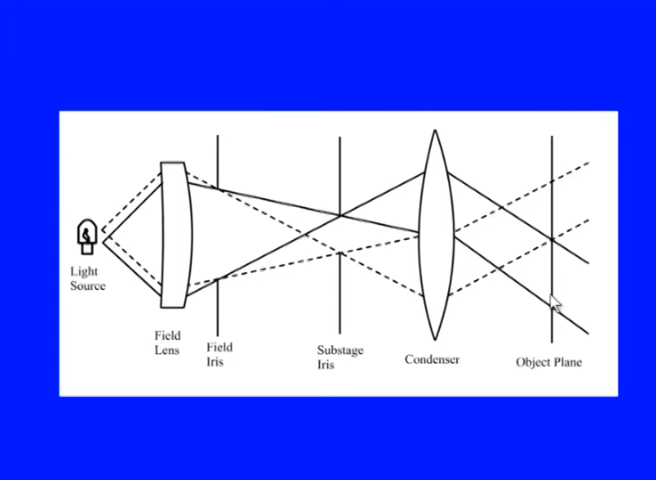 Light
Source
Field
Lens
Field
Iris
Substage
Iris
Condenser
Object Plane